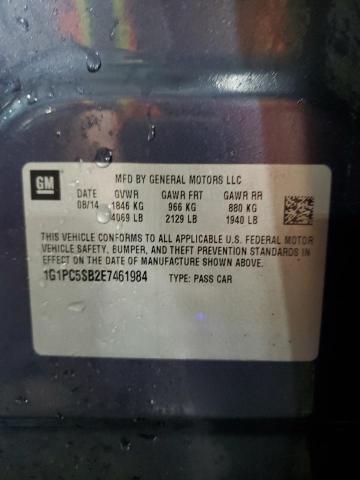 GM
MFD BY GENERAL MOTORS LLC
DATE GVWR GAWR FRT GAWR RR
08/14 1846 KG 966 KG 880 KG
4069 LB 2129 LB 1940 LB
THIS VEHICLE CONFORMS TO ALL APPLICABLE U.S. FEDERAL MOTOR
VEHICLE SAFETY, BUMPER, AND THEFT PREVENTION STANDARDS IN
EFFECT ON THE DATE OF MANUFACTURE SHOWN ABOVE.
1G1PC5SB2E7461984 TYPE: PASS CAR